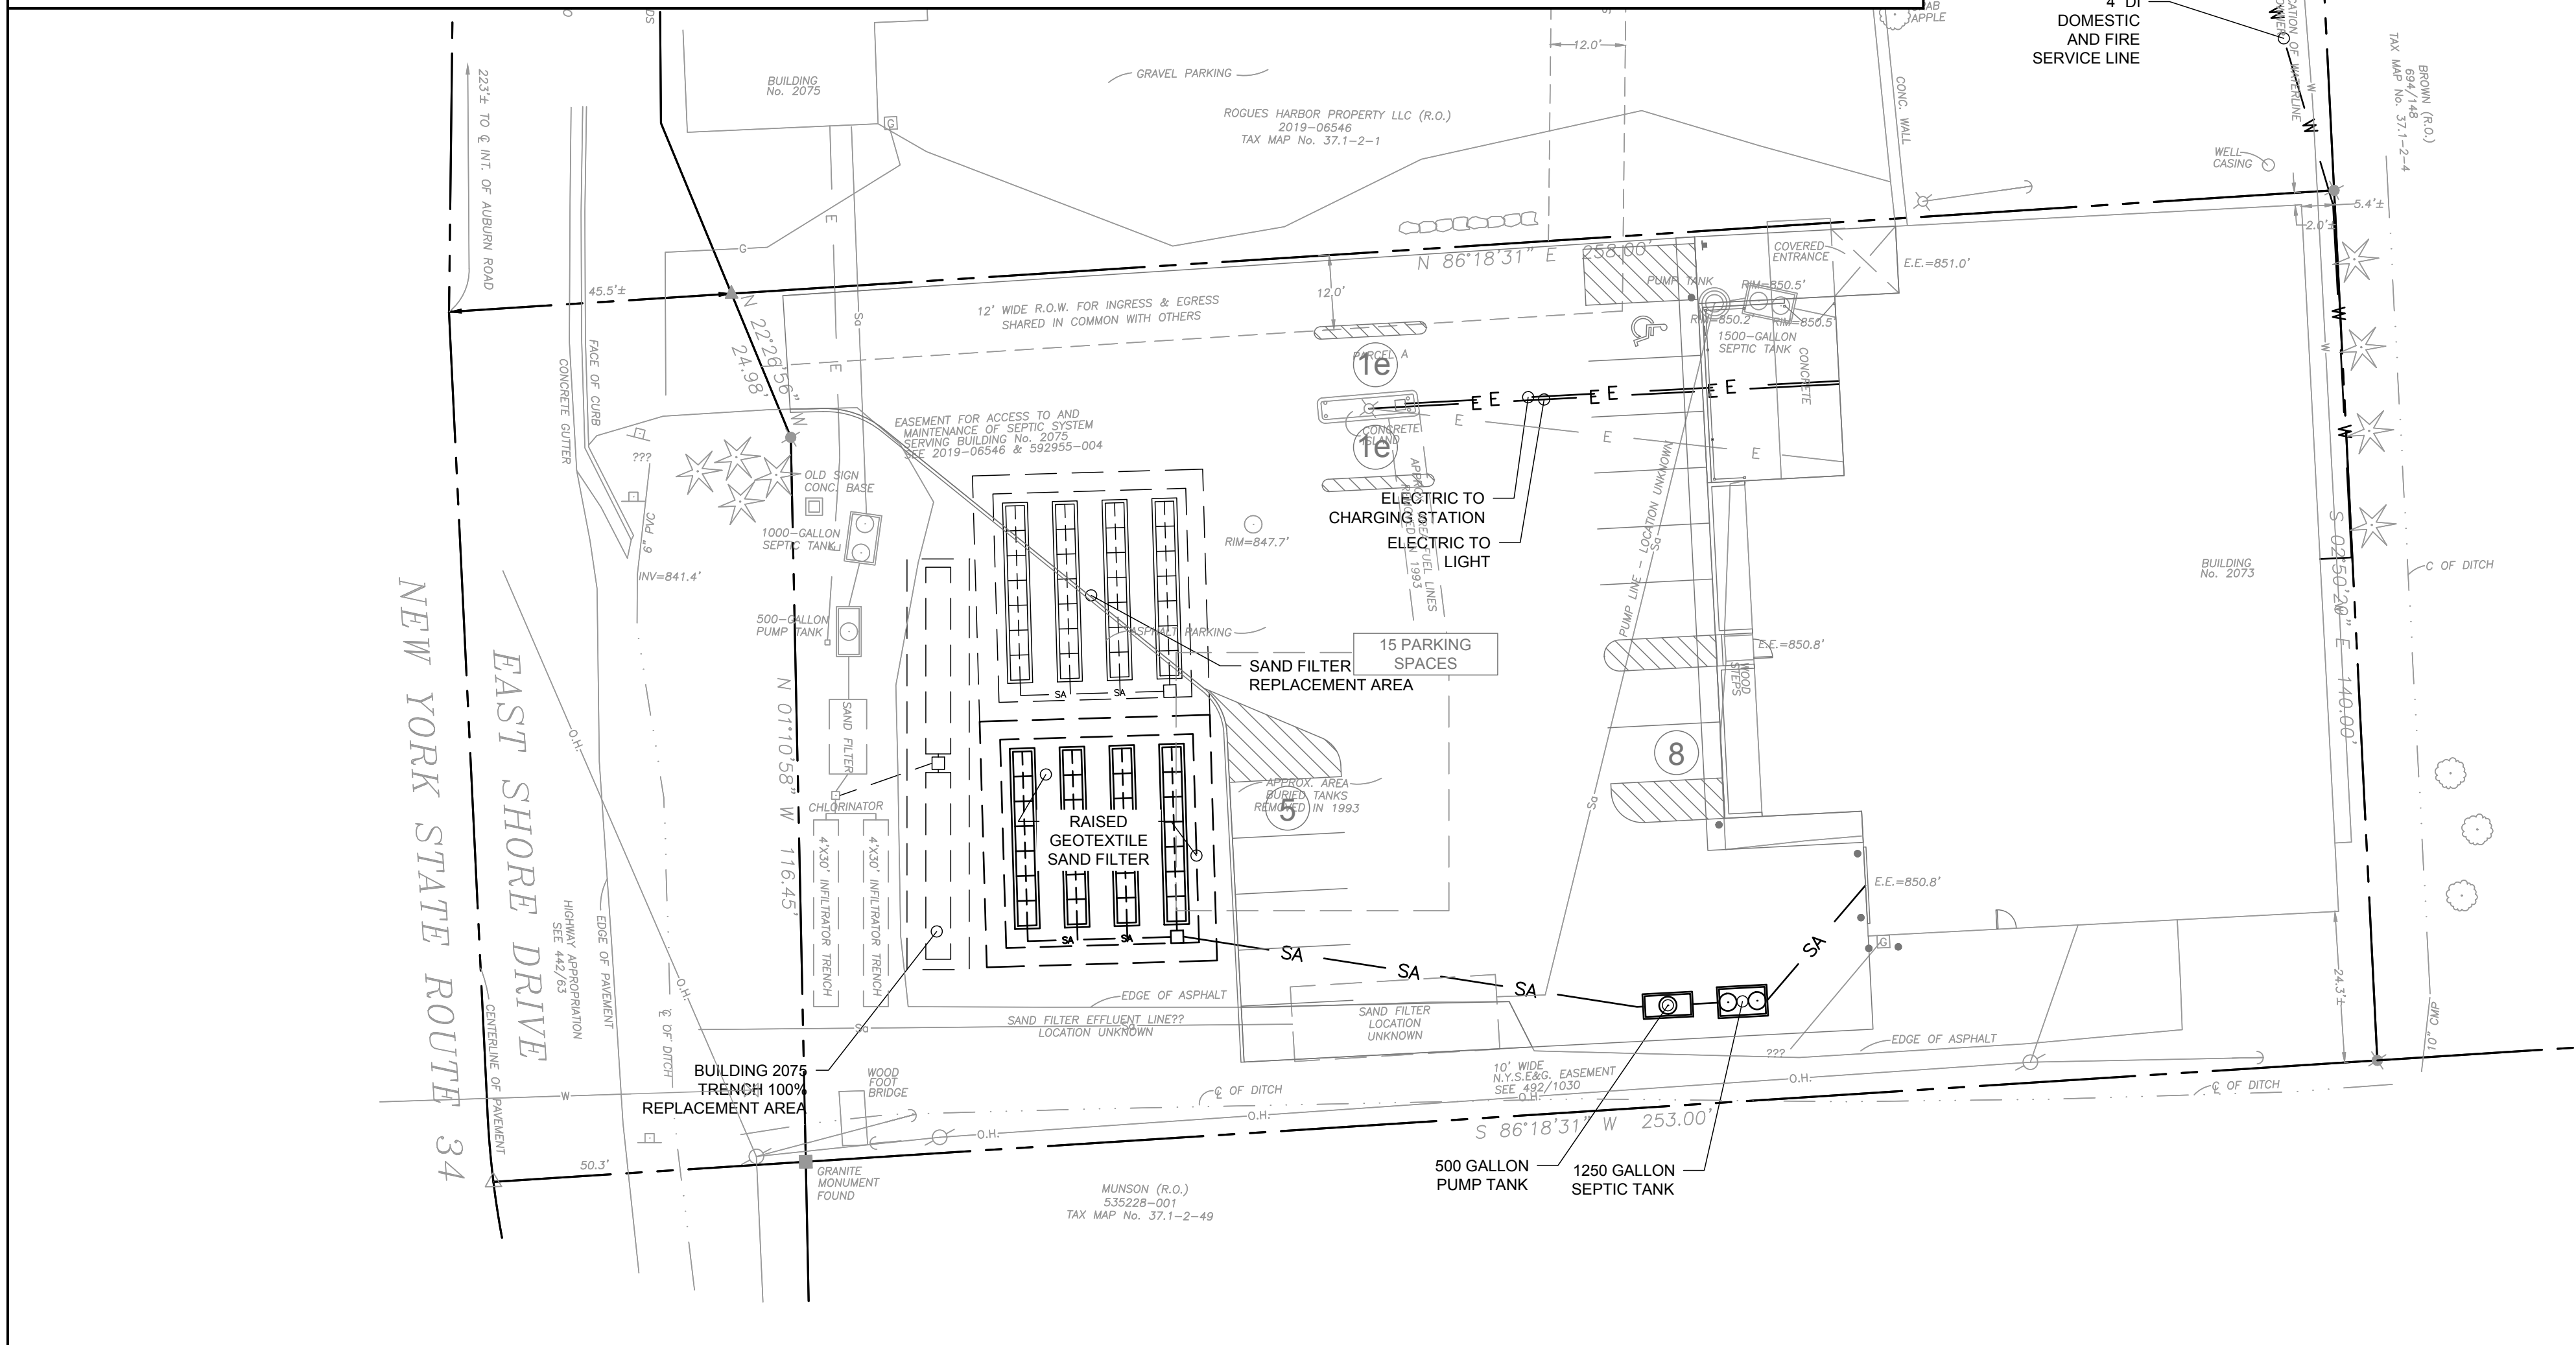 4" DI
DOMESTIC
AND FIRE
SERVICE LINE
APPLE
BUILDING
No. 2075
G
GRAVEL PARKING
12.0'
ROGUES HARBOR PROPERTY LLC (R.O.)
2019-06546
TAX MAP No. 37.1-2-1
CONC. WALL
WELL
CASING
BROWN (R.O.)
694/148
TAX MAP No. 37.1-2-4
5.4'±
2.0'±
223'± TO ℄ INT. OF AUBURN ROAD
45.5'±
N 86°18'31" E 258.00'
COVERED
ENTRANCE
E.E.=851.0'
PUMP TANK
RIM=850.5'
RIM=850.2'
RIM=850.5'
1500-GALLON
SEPTIC TANK
CONCRETE
12' WIDE R.O.W. FOR INGRESS & EGRESS
SHARED IN COMMON WITH OTHERS
12.0'
N 22°26'56" W
24.98'
FACE OF CURB
CONCRETE GUTTER
PARCEL A
1e
CONCRETE
ISLAND
1e
E E E E E E
EASEMENT FOR ACCESS TO AND
MAINTENANCE OF SEPTIC SYSTEM
SERVING BUILDING No. 2075
SEE 2019-06546 & 592955-004
???
OLD SIGN
CONC. BASE
6" PVC
INV=841.4'
1000-GALLON
SEPTIC TANK
500-GALLON
PUMP TANK
RIM=847.7'
ELECTRIC TO
CHARGING STATION
ELECTRIC TO
LIGHT
REMOVED IN 1993
PUMP LINE - LOCATION UNKNOWN
BUILDING
No. 2073
S 02°50'20" E 140.00'
C OF DITCH
ASPHALT PARKING
15 PARKING
SPACES
SAND FILTER
REPLACEMENT AREA
SA SA
E.E.=850.8'
WOOD
STEPS
8
APPROX. AREA
BURIED TANKS
REMOVED IN 1993
5
RAISED
GEOTEXTILE
SAND FILTER
SA SA
SAND FILTER
CHLORINATOR
4'X30' INFILTRATOR TRENCH
4'X30' INFILTRATOR TRENCH
N 01°10'58" W 116.45'
NEW YORK STATE ROUTE 34
EAST SHORE DRIVE
O.H.
HIGHWAY APPROPRIATION
SEE 442/63
EDGE OF PAVEMENT
℄ OF DITCH
CENTERLINE OF PAVEMENT
E.E.=850.8'
G
SA SA SA SA
EDGE OF ASPHALT
SAND FILTER EFFLUENT LINE??
LOCATION UNKNOWN
SAND FILTER
LOCATION
UNKNOWN
???
EDGE OF ASPHALT
24.3'±
10" CMP
BUILDING 2075
TRENCH 100%
REPLACEMENT AREA
WOOD
FOOT
BRIDGE
℄ OF DITCH
10' WIDE
N.Y.S.E&G. EASEMENT
SEE 492/1030
O.H.
O.H.
O.H.
O.H.
℄ OF DITCH
S 86°18'31" W 253.00'
W
50.3'
GRANITE
MONUMENT
FOUND
MUNSON (R.O.)
535228-001
TAX MAP No. 37.1-2-49
500 GALLON
PUMP TANK
1250 GALLON
SEPTIC TANK